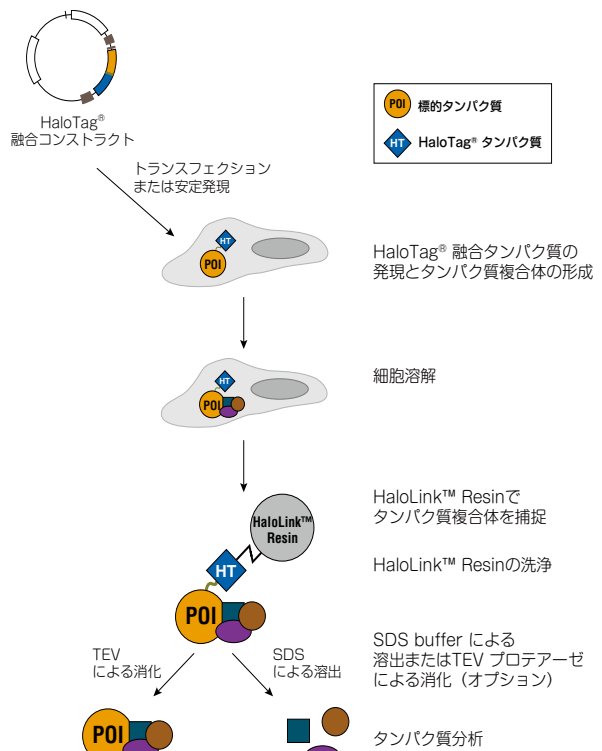 HaloTag®
融合コンストラクト
トランスフェクション
または安定発現
POI 標的タンパク質
HT HaloTag® タンパク質
HT
POI
HaloTag® 融合タンパク質の
発現とタンパク質複合体の形成
HT
POI
細胞溶解
HaloLink™
Resin
HT
POI
HaloLink™ Resinで
タンパク質複合体を捕捉
HaloLink™ Resinの洗浄
TEV
による消化
SDS
による溶出
SDS buffer による
溶出またはTEV プロテアーゼ
による消化（オプション）
POI
タンパク質分析